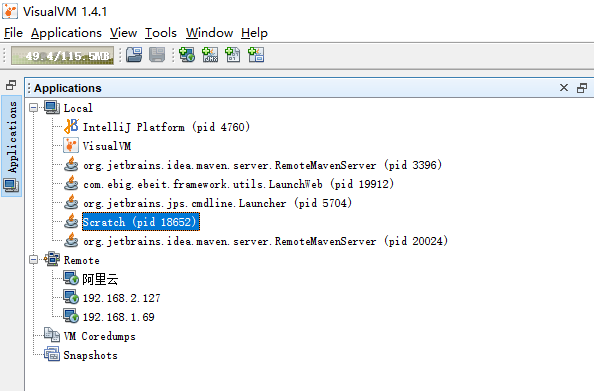 VisualVM 1.4.1
File Applications View Tools Window Help
49.4/115.5MB
Applications
Applications
Local
IntelliJ Platform (pid 4760)
VisualVM
org.jetbrains.idea.maven.server.RemoteMavenServer (pid 3396)
com.ebig.ebeit.framework.utils.LaunchWeb (pid 19912)
org.jetbrains.jps.cmdline.Launcher (pid 5704)
Scratch (pid 18652)
org.jetbrains.idea.maven.server.RemoteMavenServer (pid 20024)
Remote
阿里云
192.168.2.127
192.168.1.69
VM Coredumps
Snapshots